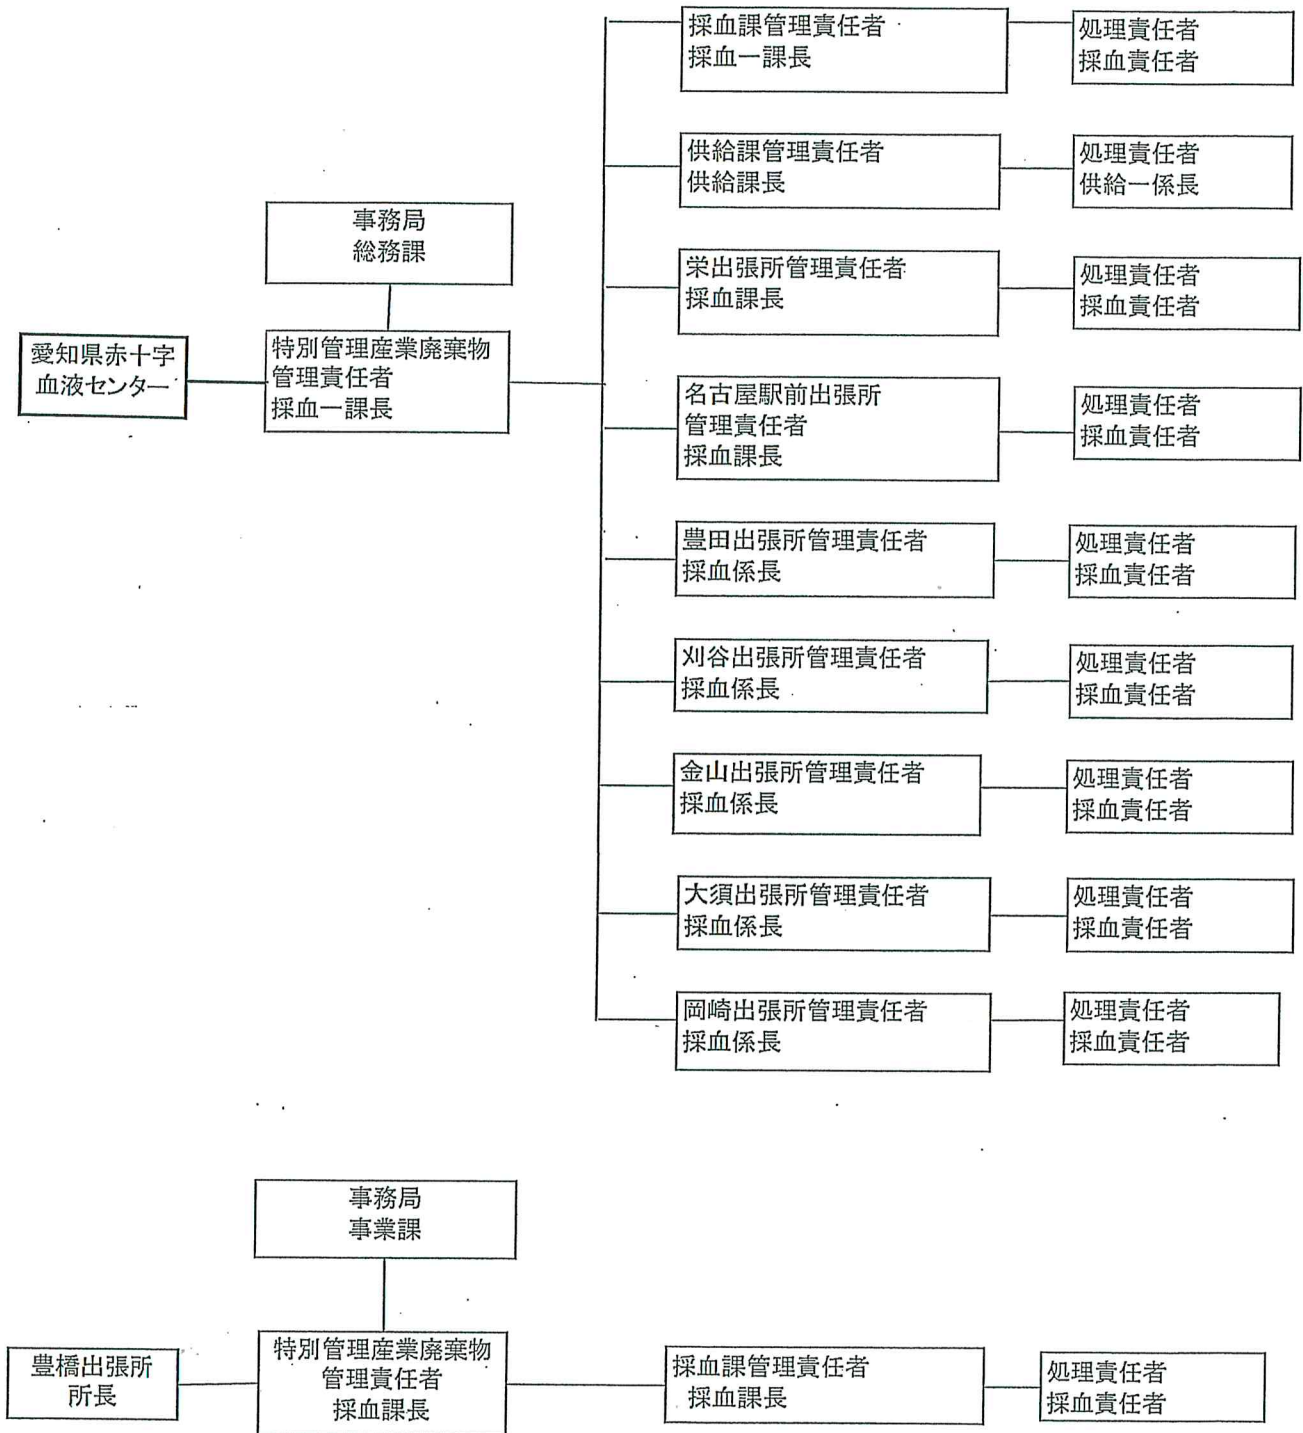 採血課管理責任者
採血一課長
処理責任者
採血責任者
供給課管理責任者
供給課長
処理責任者
供給一係長
事務局
総務課
栄出張所管理責任者
採血課長
処理責任者
採血責任者
愛知県赤十字
血液センター
特別管理産業廃棄物
管理責任者
採血一課長
名古屋駅前出張所
管理責任者
採血課長
処理責任者
採血責任者
豊田出張所管理責任者
採血係長
処理責任者
採血責任者
刈谷出張所管理責任者
採血係長
処理責任者
採血責任者
金山出張所管理責任者
採血係長
処理責任者
採血責任者
大須出張所管理責任者
採血係長
処理責任者
採血責任者
岡崎出張所管理責任者
採血係長
処理責任者
採血責任者
事務局
事業課
豊橋出張所
所長
特別管理産業廃棄物
管理責任者
採血課長
採血課管理責任者
採血課長
処理責任者
採血責任者